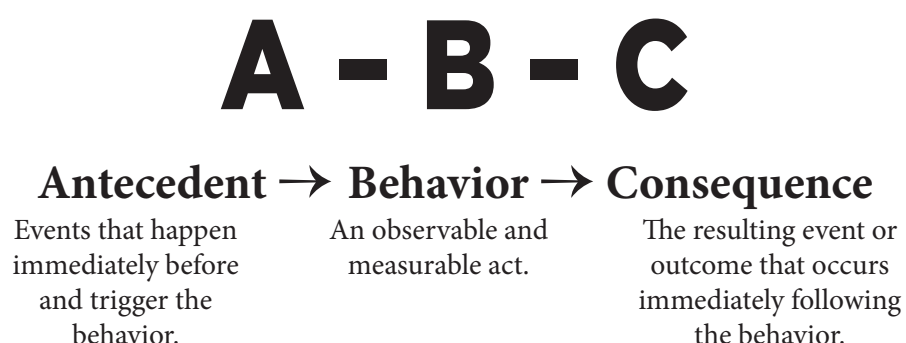 A - B - C
Antecedent → Behavior → Consequence
Events that happen
immediately before
and trigger the
behavior.
An observable and
measurable act.
The resulting event or
outcome that occurs
immediately following
the behavior.